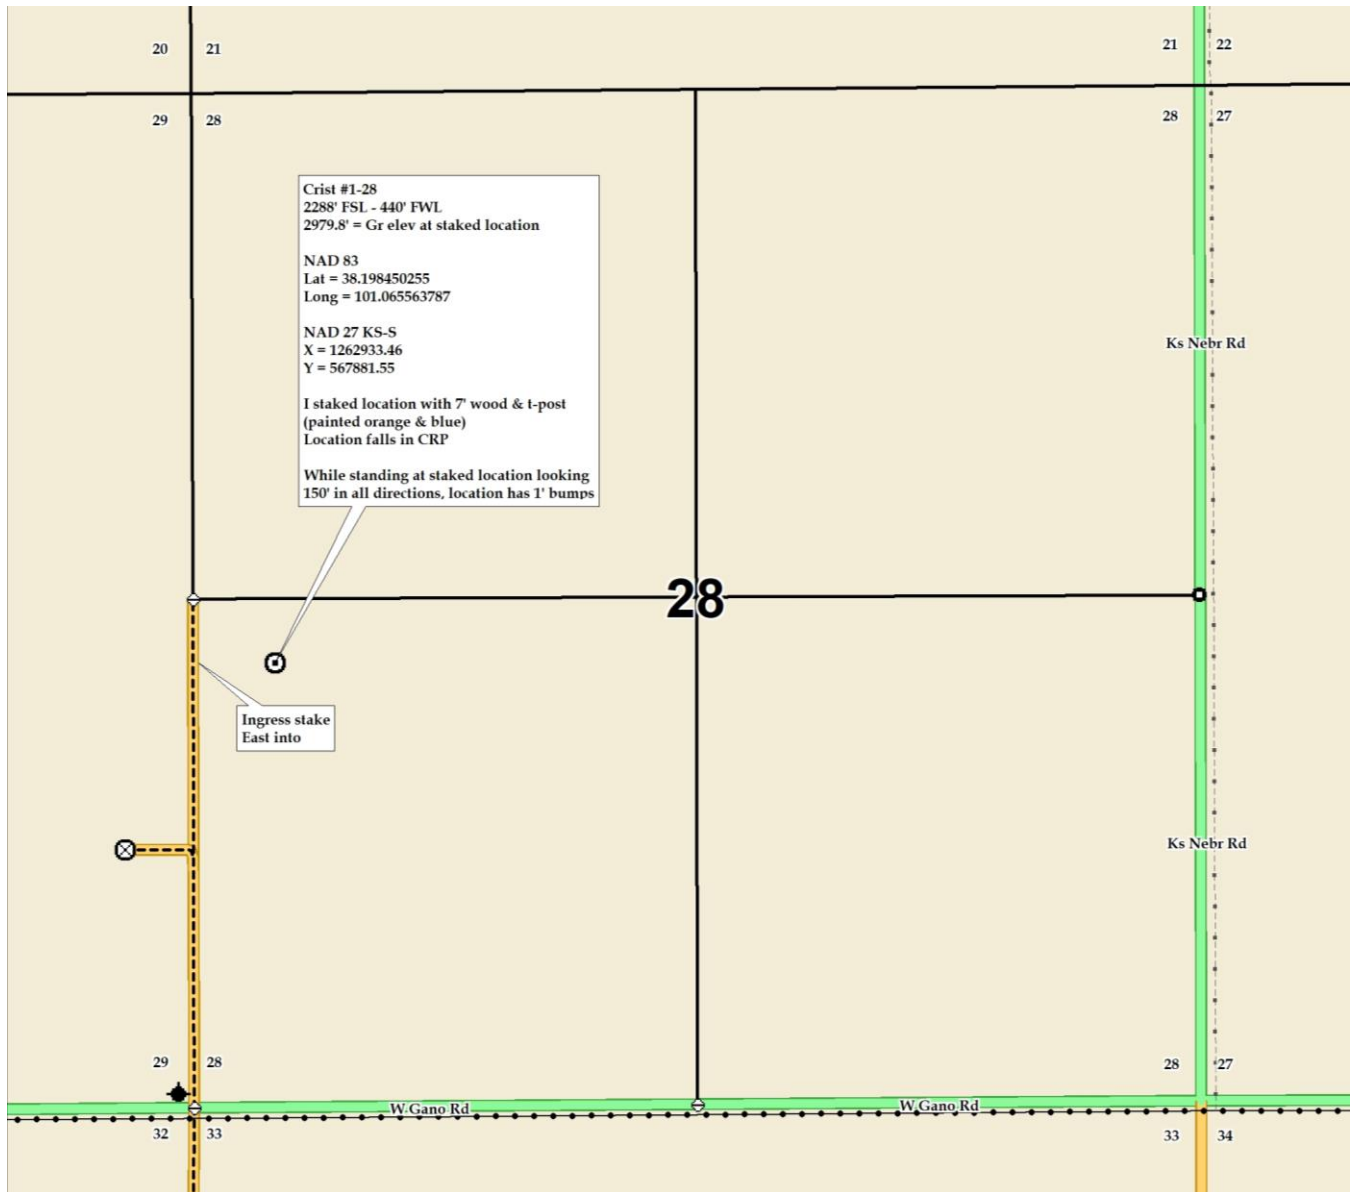 20 21
21 22
29 28
28 27
Crist #1-28
2288' FSL - 440' FWL
2979.8' = Gr elev at staked location
NAD 83
Lat = 38.198450255
Long = 101.065563787
NAD 27 KS-S
X = 1262933.46
Y = 567881.55
I staked location with 7' wood & t-post
(painted orange & blue)
Location falls in CRP
While standing at staked location looking
150' in all directions, location has 1' bumps
Ks Nebr Rd
28
Ingress stake
East into
Ks Nebr Rd
29 28
28 27
W Gano Rd
W Gano Rd
32 33
33 34